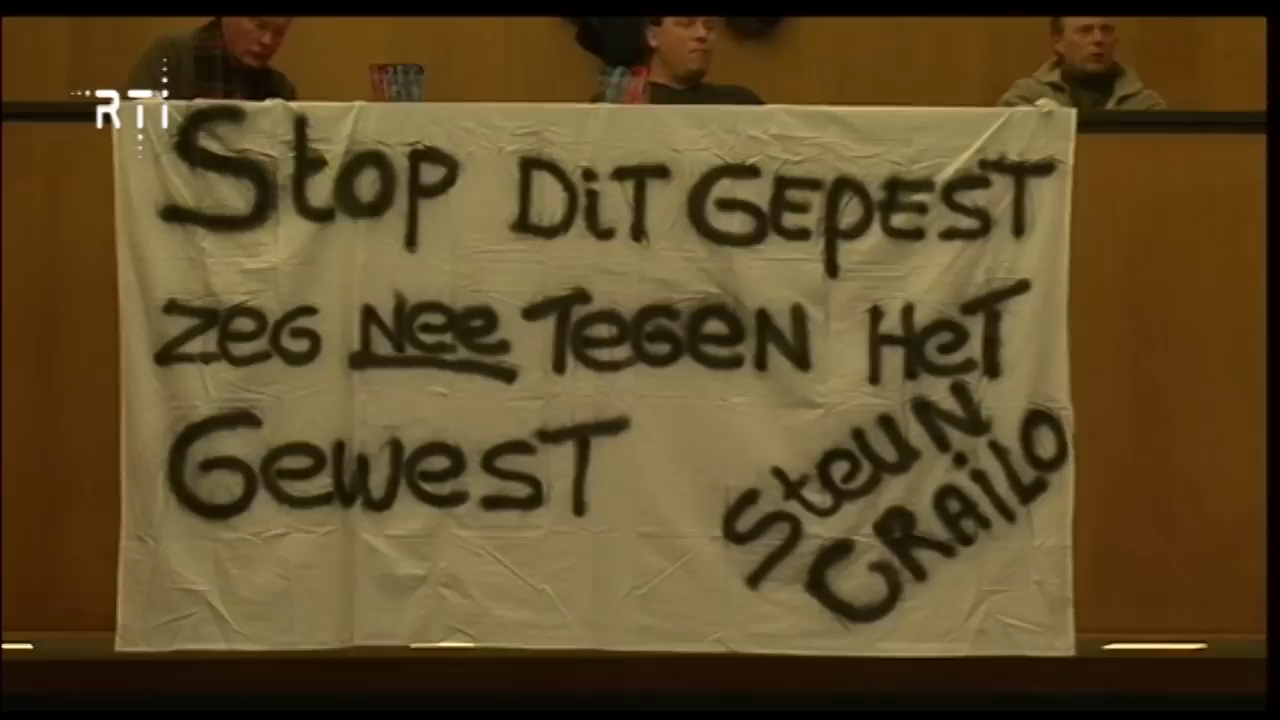 RTi
Stop DiT GEpEST
ZeG Nee TeGeN HeT
GeweST
SteuN
CRAiLO